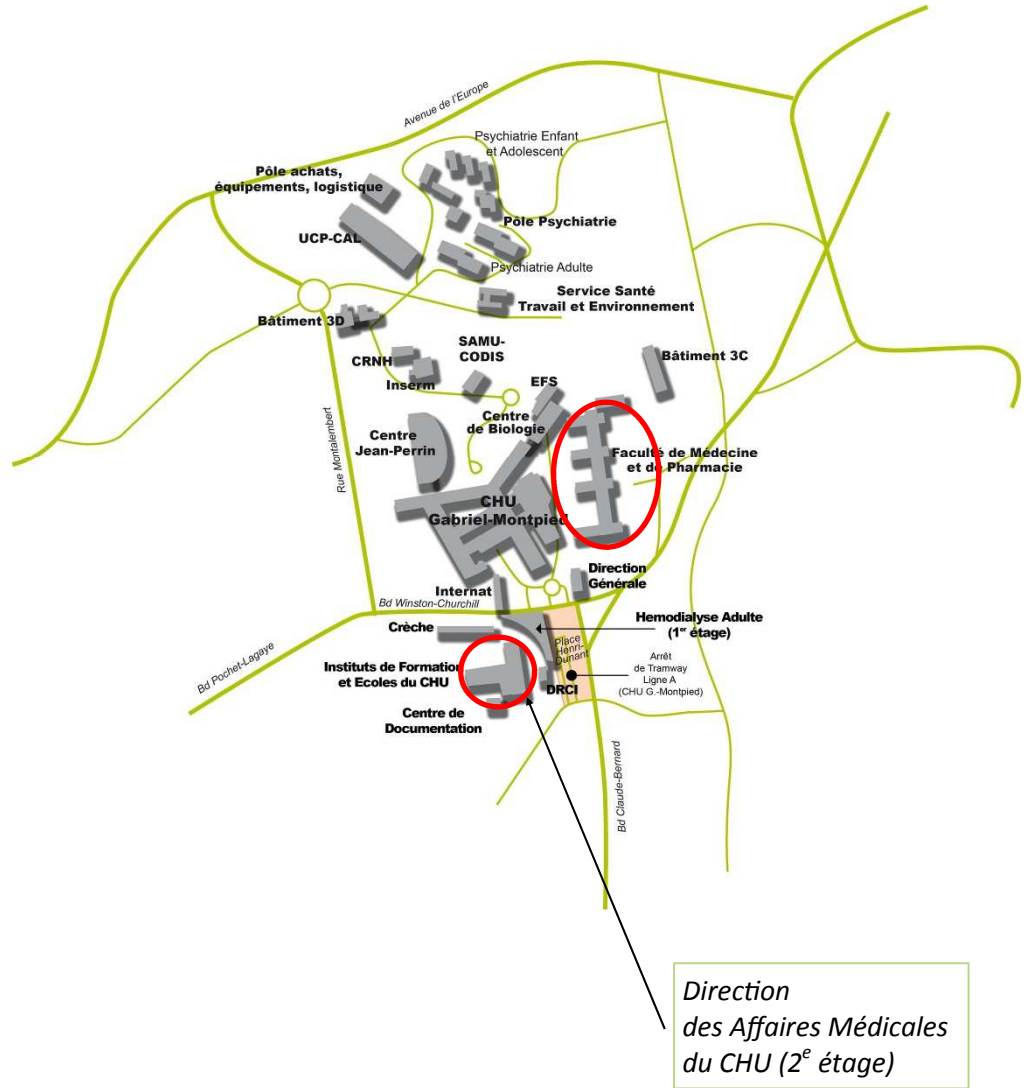 Avenue de l'Europe
Psychiatrie Enfant
et Adolescent
Pôle achats,
équipements, logistique
Pôle Psychiatrie
UCP-CAL
Psychiatrie Adulte
Service Santé
Travail et Environnement
Bâtiment 3D
SAMU-
CODIS
CRNH
Inserm
Bâtiment 3C
EFS
Centre
de Biologie
Centre
Jean-Perrin
Faculté de Médecine
et de Pharmacie
Rue Montalembert
CHU
Gabriel-Montpied
Direction
Générale
Internat
Bd Winston-Churchill
Hemodialyse Adulte
(1er étage)
Crèche
Place
Henri-
Dunant
Bd Pochet-Lagaye
Instituts de Formation
et Ecoles du CHU
Arrêt
de Tramway
Ligne A
(CHU G.-Montpied)
DRCI
Centre de
Documentation
Bd Claude-Bernard
Direction
des Affaires Médicales
du CHU (2e étage)